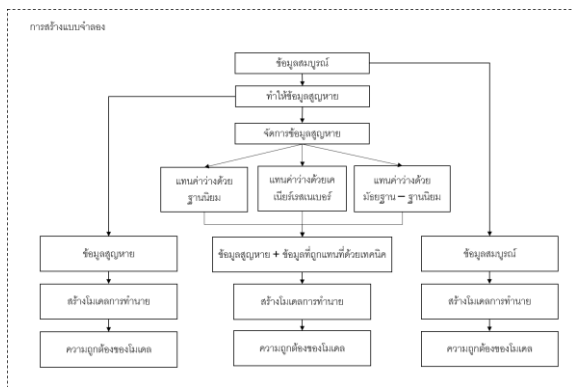 การสร้างแบบจำลอง
ข้อมูลสมบูรณ์
ทำให้ข้อมูลสูญหาย
จัดการข้อมูลสูญหาย
แทนค่าว่างด้วย
ฐานนิยม
แทนค่าว่างด้วยเค
เนียร์เรสเนเบอร์
แทนค่าว่างด้วย
มัธยฐาน – ฐานนิยม
ข้อมูลสูญหาย
ข้อมูลสูญหาย + ข้อมูลที่ถูกแทนที่ด้วยเทคนิค
ข้อมูลสมบูรณ์
สร้างโมเดลการทำนาย
สร้างโมเดลการทำนาย
สร้างโมเดลการทำนาย
ความถูกต้องของโมเดล
ความถูกต้องของโมเดล
ความถูกต้องของโมเดล